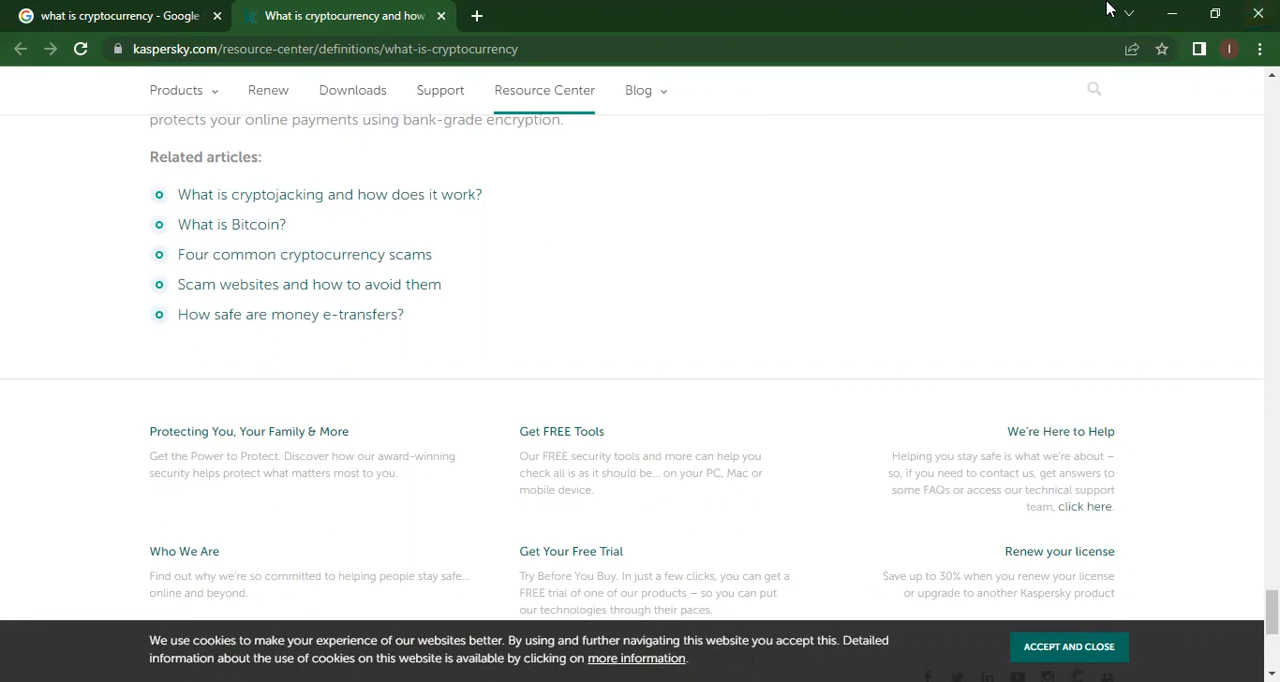 what is cryptocurrency - Google
What is cryptocurrency and how
kaspersky.com/resource-center/definitions/what-is-cryptocurrency
I
Products
Renew
Downloads
Support
Resource Center
Blog
protects your online payments using bank-grade encryption.
Related articles:
What is cryptojacking and how does it work?
What is Bitcoin?
Four common cryptocurrency scams
Scam websites and how to avoid them
How safe are money e-transfers?
Protecting You, Your Family & More
Get the Power to Protect. Discover how our award-winning
security helps protect what matters most to you.
Get FREE Tools
Our FREE security tools and more can help you
check all is as it should be... on your PC, Mac or
mobile device.
We're Here to Help
Helping you stay safe is what we're about –
so, if you need to contact us, get answers to
some FAQs or access our technical support
team, click here.
Who We Are
Find out why we're so committed to helping people stay safe...
online and beyond.
Get Your Free Trial
Try Before You Buy. In just a few clicks, you can get a
FREE trial of one of our products – so you can put
our technologies through their paces.
Renew your license
Save up to 30% when you renew your license
or upgrade to another Kaspersky product
We use cookies to make your experience of our websites better. By using and further navigating this website you accept this. Detailed
information about the use of cookies on this website is available by clicking on more information.
ACCEPT AND CLOSE